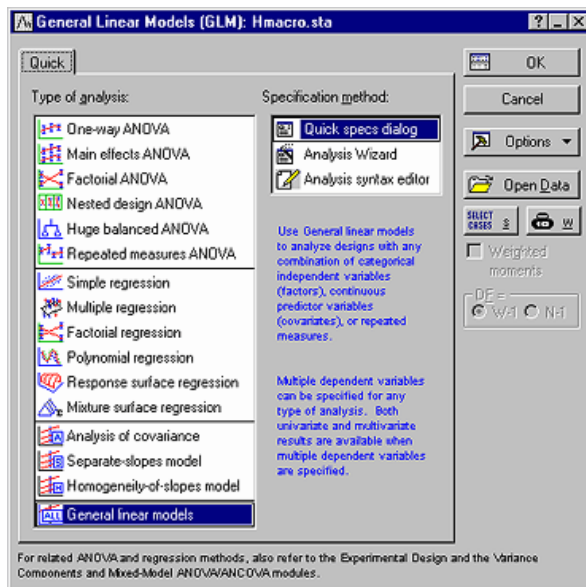 General Linear Models (GLM): Hmacro.sta
Quick
Type of analysis:
One-way ANOVA
Main effects ANOVA
Factorial ANOVA
Nested design ANOVA
Huge balanced ANOVA
Repeated measures ANOVA
Simple regression
Multiple regression
Factorial regression
Polynomial regression
Response surface regression
Mixture surface regression
Analysis of covariance
Separate-slopes model
Homogeneity-of-slopes model
ALL General linear models
Specification method:
Quick specs dialog
Analysis Wizard
Analysis syntax editor
Use General linear models
to analyze designs with any
combination of categorical
independent variables
(factors), continuous
predictor variables
(covariates), or repeated
measures.
Multiple dependent variables
can be specified for any
type of analysis. Both
univariate and multivariate
results are available when
multiple dependent variables
are specified.
OK
Cancel
Options
Open Data
SELECT CASES S
W
Weighted
moments
DF =
W-1 N-1
For related ANOVA and regression methods, also refer to the Experimental Design and the Variance
Components and Mixed-Model ANOVA/ANCOVA modules.